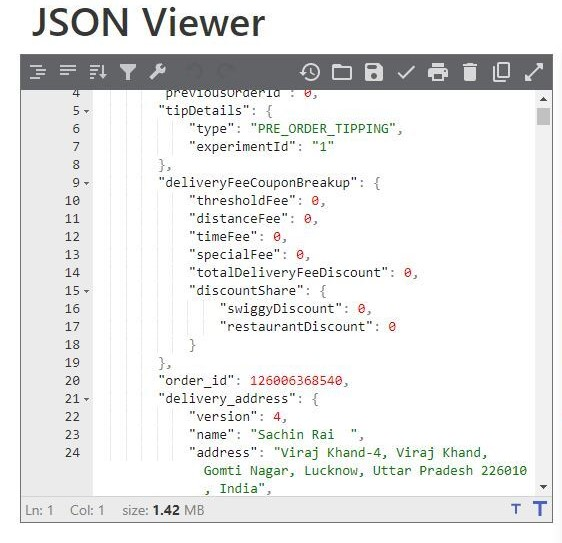 JSON Viewer
4 "previousOrderId": 0,
5 "tipDetails": {
6 "type": "PRE_ORDER_TIPPING",
7 "experimentId": "1"
8 },
9 "deliveryFeeCouponBreakup": {
10 "thresholdFee": 0,
11 "distanceFee": 0,
12 "timeFee": 0,
13 "specialFee": 0,
14 "totalDeliveryFeeDiscount": 0,
15 "discountShare": {
16 "swiggyDiscount": 0,
17 "restaurantDiscount": 0
18 }
19 },
20 "order_id": 126006368540,
21 "delivery_address": {
22 "version": 4,
23 "name": "Sachin Rai  ",
24 "address": "Viraj Khand-4, Viraj Khand,
Gomti Nagar, Lucknow, Uttar Pradesh 226010
, India",
Ln: 1 Col: 1 size: 1.42 MB T T